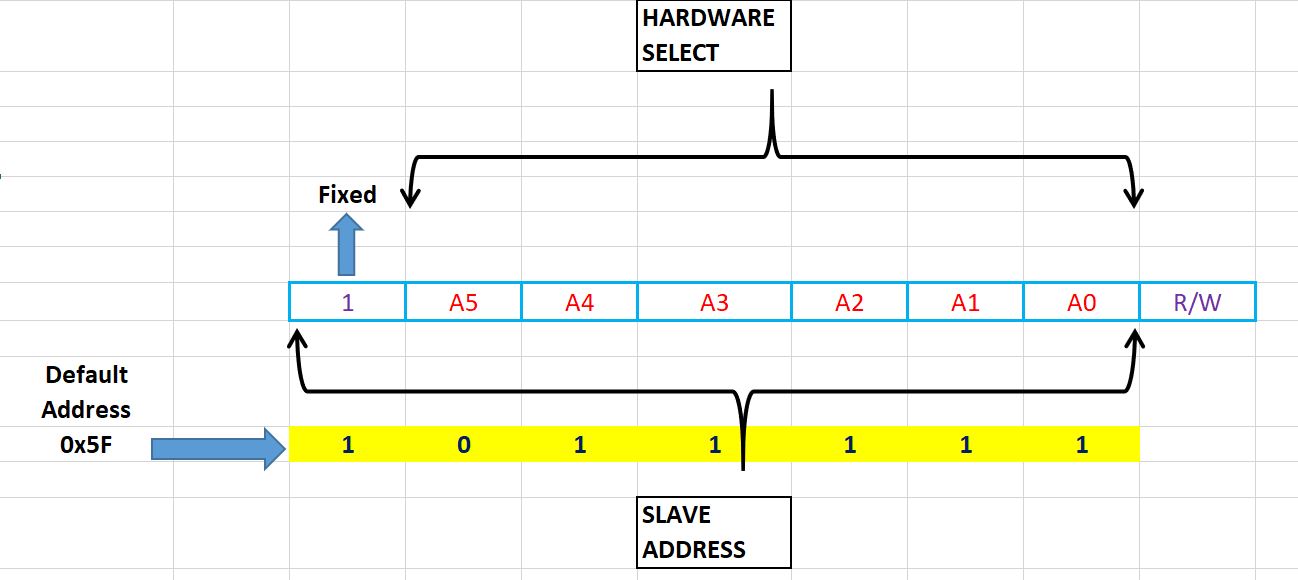 HARDWARE
SELECT
Fixed
1 A5 A4 A3 A2 A1 A0 R/W
Default
Address
0x5F
1 0 1 1 1 1 1
SLAVE
ADDRESS